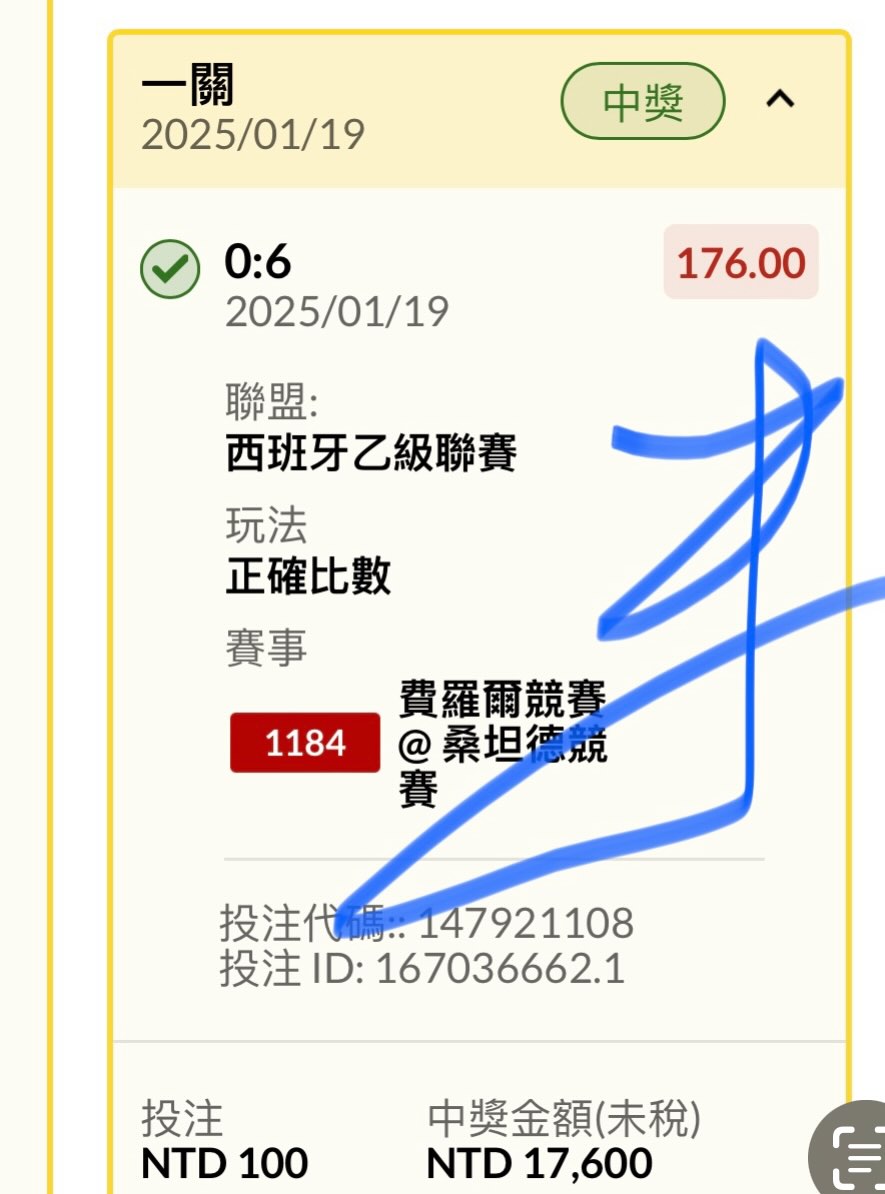 一關
中獎
2025/01/19
0:6
176.00
2025/01/19
聯盟:
西班牙乙級聯賽
玩法
正確比數
賽事
1184
費羅爾競賽
@ 桑坦德競
賽
投注代碼:: 147921108
投注 ID: 167036662.1
投注
中獎金額(未稅)
NTD 100
NTD 17,600